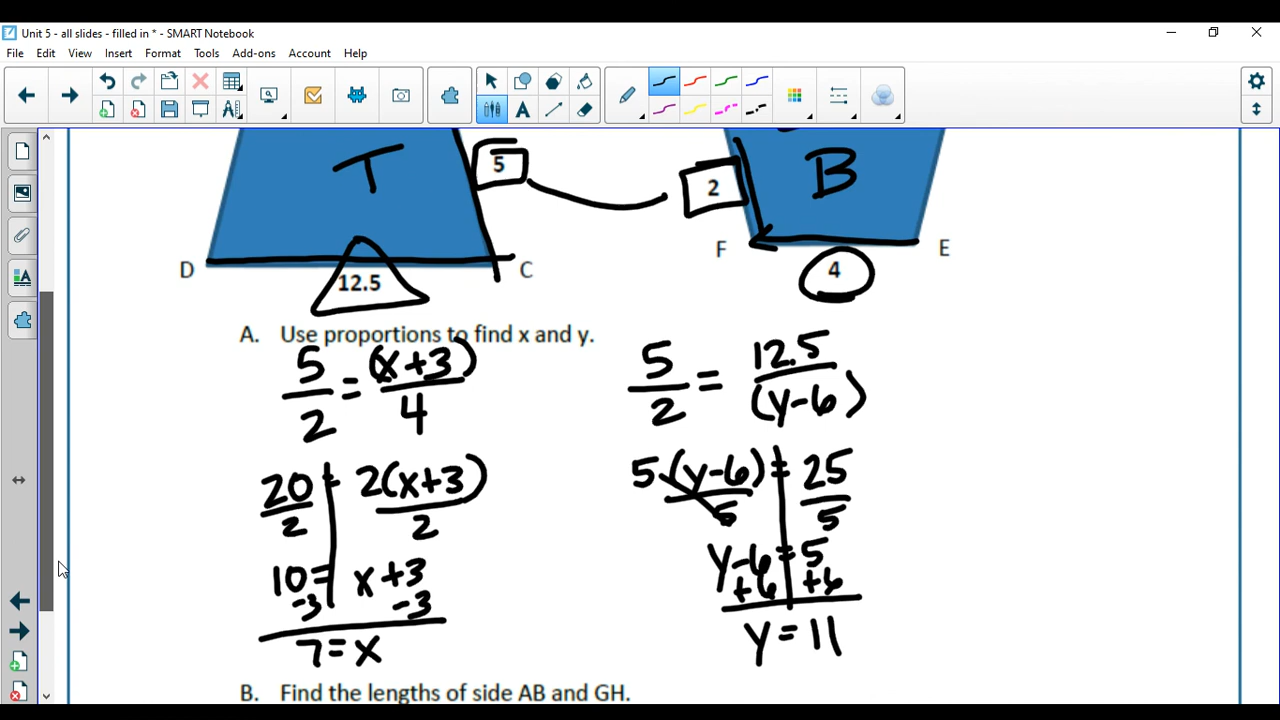 Unit 5 - all slides - filled in * - SMART Notebook
File Edit View Insert Format Tools Add-ons Account Help
T 5 2 B
D 12.5 C F 4 E
A. Use proportions to find x and y.
5/2 = (x+3)/4 5/2 = 12.5/(y-6)
20/2 = 2(x+3)/2 5(y-6)/5 = 25/5
10 = x+3 y-6 = 5
-3 -3 +6 +6
7 = x y = 11
B. Find the lengths of side AB and GH.